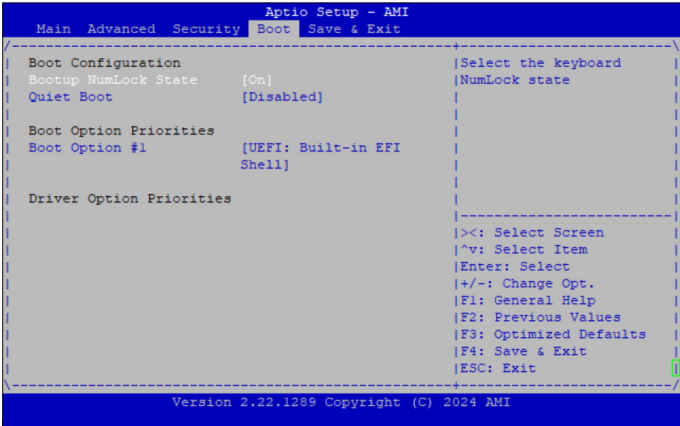 Aptio Setup - AMI
Main Advanced Security Boot Save & Exit
/----------------------------------------------------+----------------------------\
Boot Configuration |Select the keyboard
Bootup NumLock State [On] |NumLock state
Quiet Boot [Disabled]
Boot Option Priorities
Boot Option #1 [UEFI: Built-in EFI
Shell]
Driver Option Priorities
|----------------------------
|><: Select Screen
|^v: Select Item
|Enter: Select
|+/-: Change Opt.
|F1: General Help
|F2: Previous Values
|F3: Optimized Defaults
|F4: Save & Exit
|ESC: Exit
\----------------------------------------------------+----------------------------/
Version 2.22.1289 Copyright (C) 2024 AMI